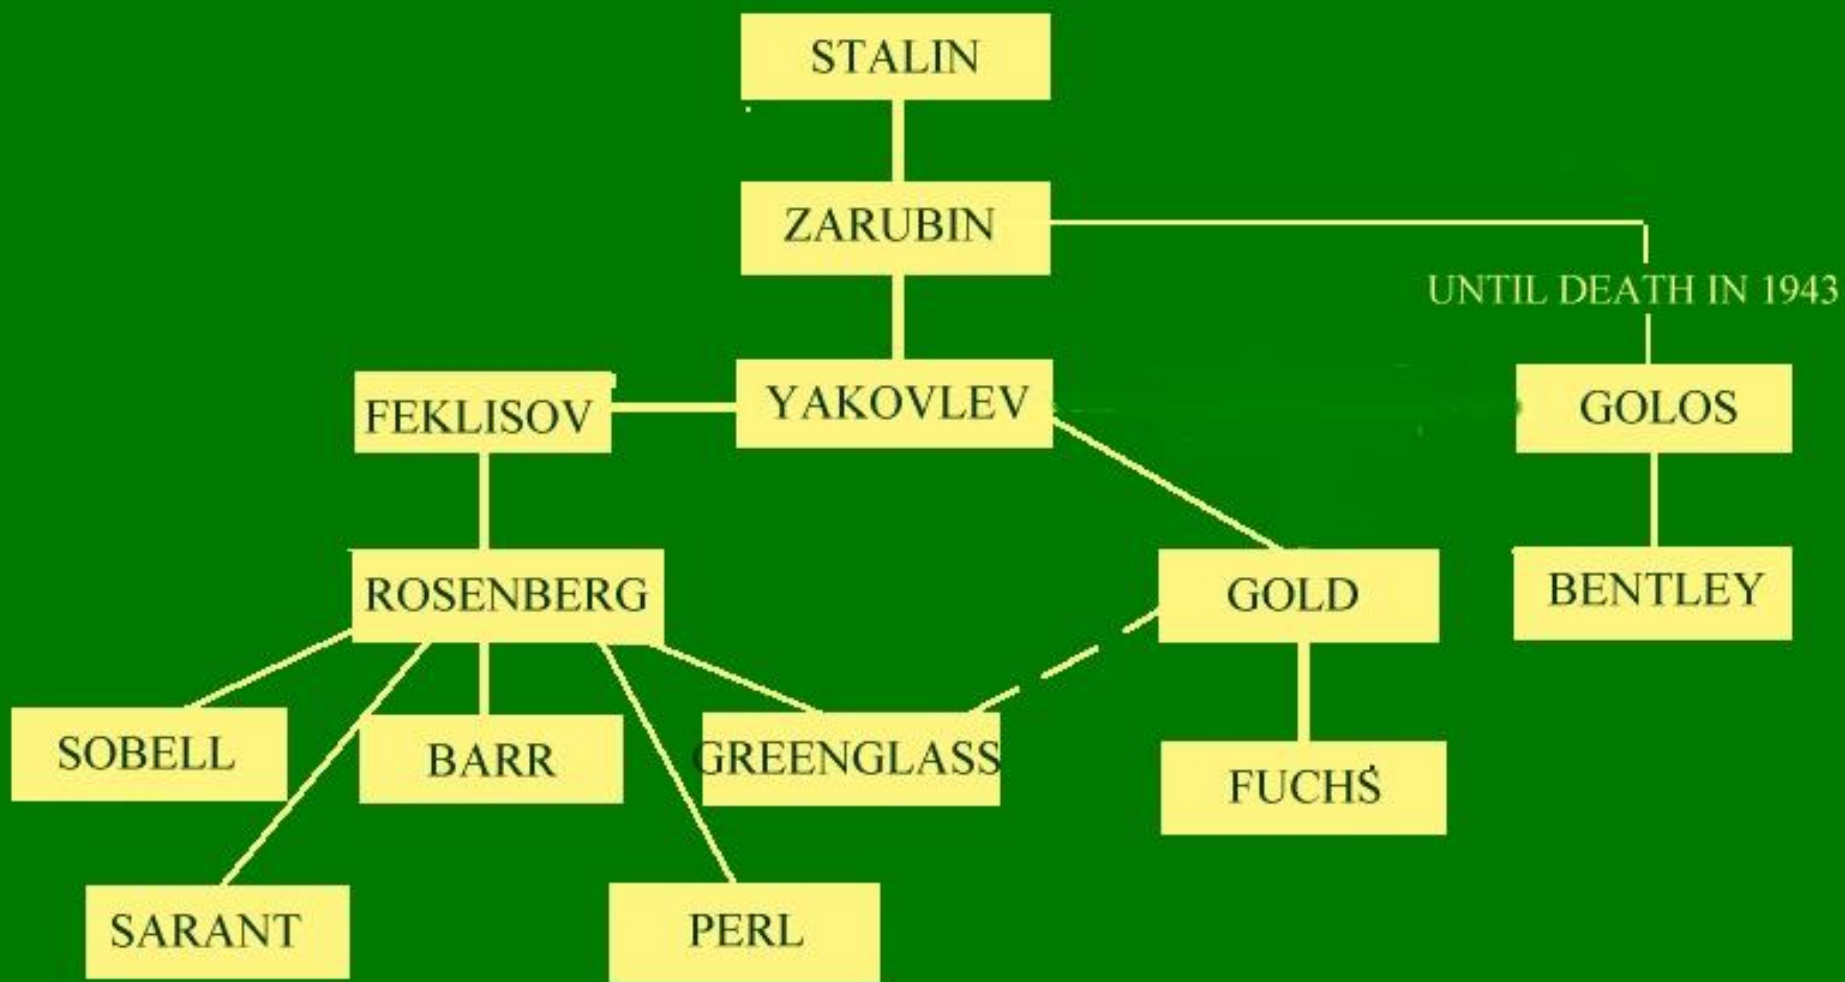 STALIN
ZARUBIN
UNTIL DEATH IN 1943
FEKLISOV
YAKOVLEV
GOLOS
ROSENBERG
GOLD
BENTLEY
SOBELL
BARR
GREENGLASS
FUCHS
SARANT
PERL